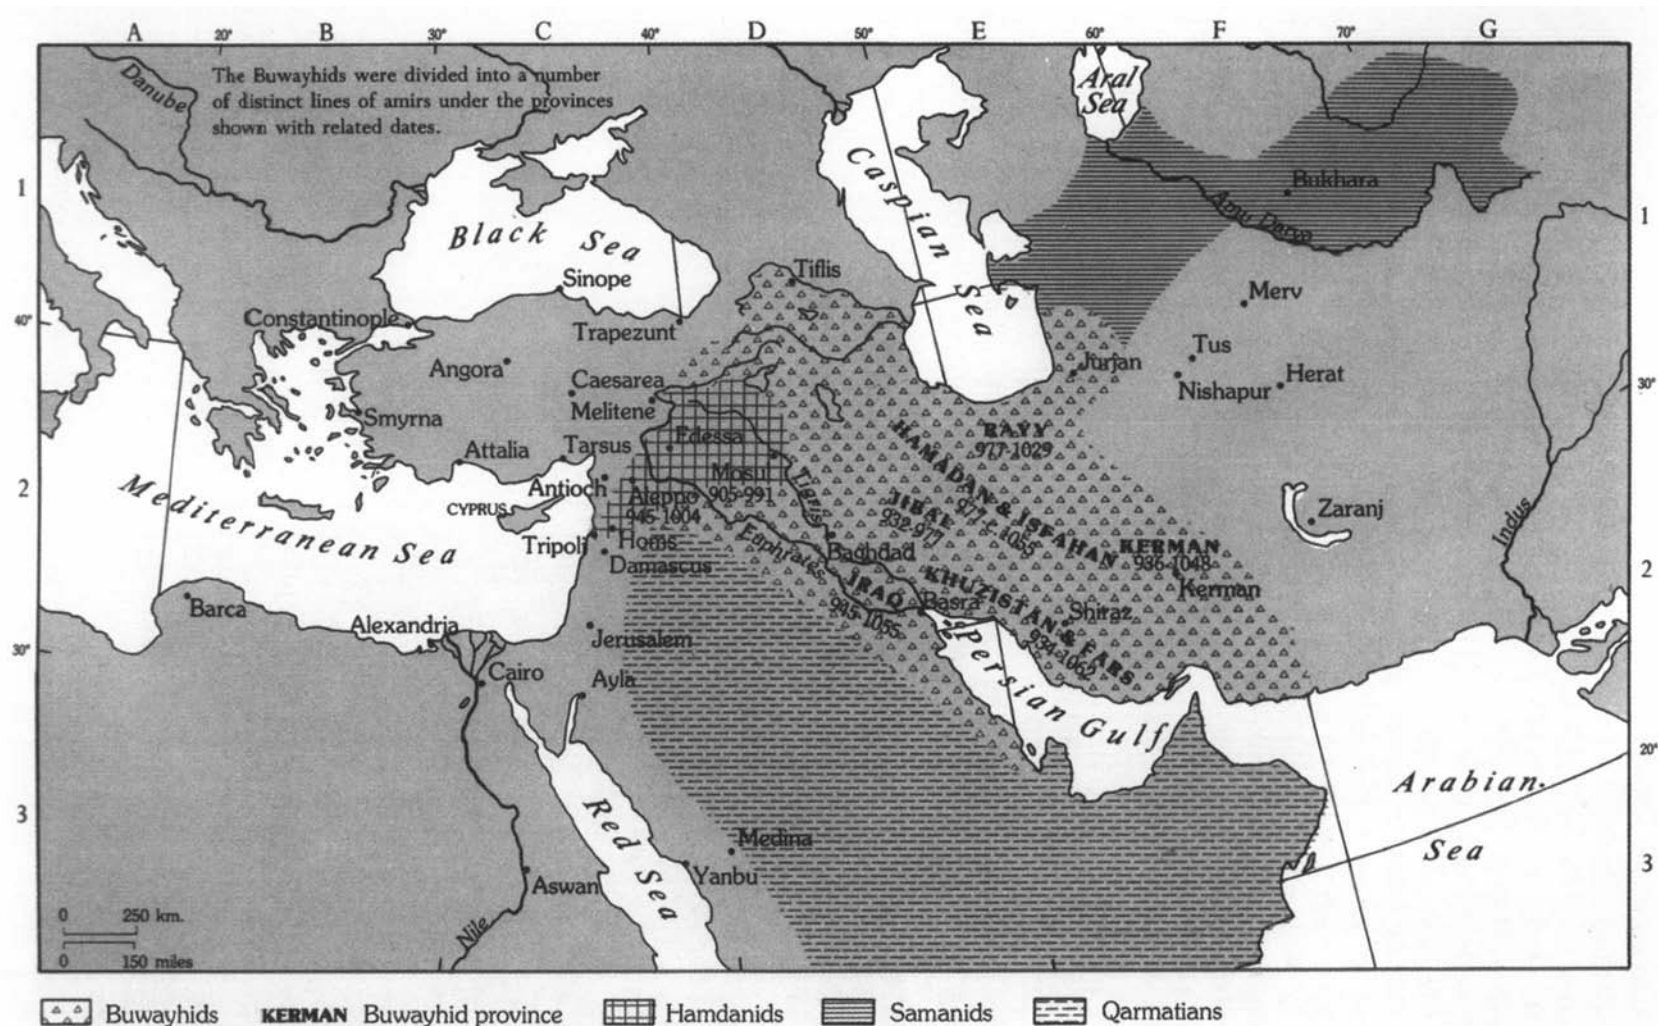 A B C D E F G
20° 30° 40° 50° 60° 70°
The Buwayhids were divided into a number
of distinct lines of amirs under the provinces
shown with related dates.
Danube
Aral
Sea
Caspian
Sea
1
1
Bukhara
Amu Darya
Black Sea
Sinope
Tiflis
Merv
Constantinople
40°
Trapezunt
Tus
Jurjan
Angora
Caesarea
Herat
30°
Nishapur
Melitene
Smyrna
RAYY
977-1029
Edessa
Attalia
Tarsus
HAMADAN & ISFAHAN
977-c-1055
Mosul
905-991
Tigris
2
Antioch
Aleppo
945-1004
JIBAL
932-977
Zaranj
Indus
Mediterranean Sea
CYPRUS
Tripoli
Homs
Euphrates
Baghdad
KERMAN
936-1048
Damascus
2
Kerman
IRAQ
945-1055
KHUZISTAN & FARS
934-1062
Barca
Basra
Shiraz
Alexandria
Jerusalem
30°
Persian Gulf
Cairo
Ayla
20°
Arabian
Sea
3
Red Sea
Medina
3
Yanbu
Aswan
Nile
0 250 km.
0 150 miles
Buwayhids KERMAN Buwayhid province Hamdanids Samanids Qarmatians